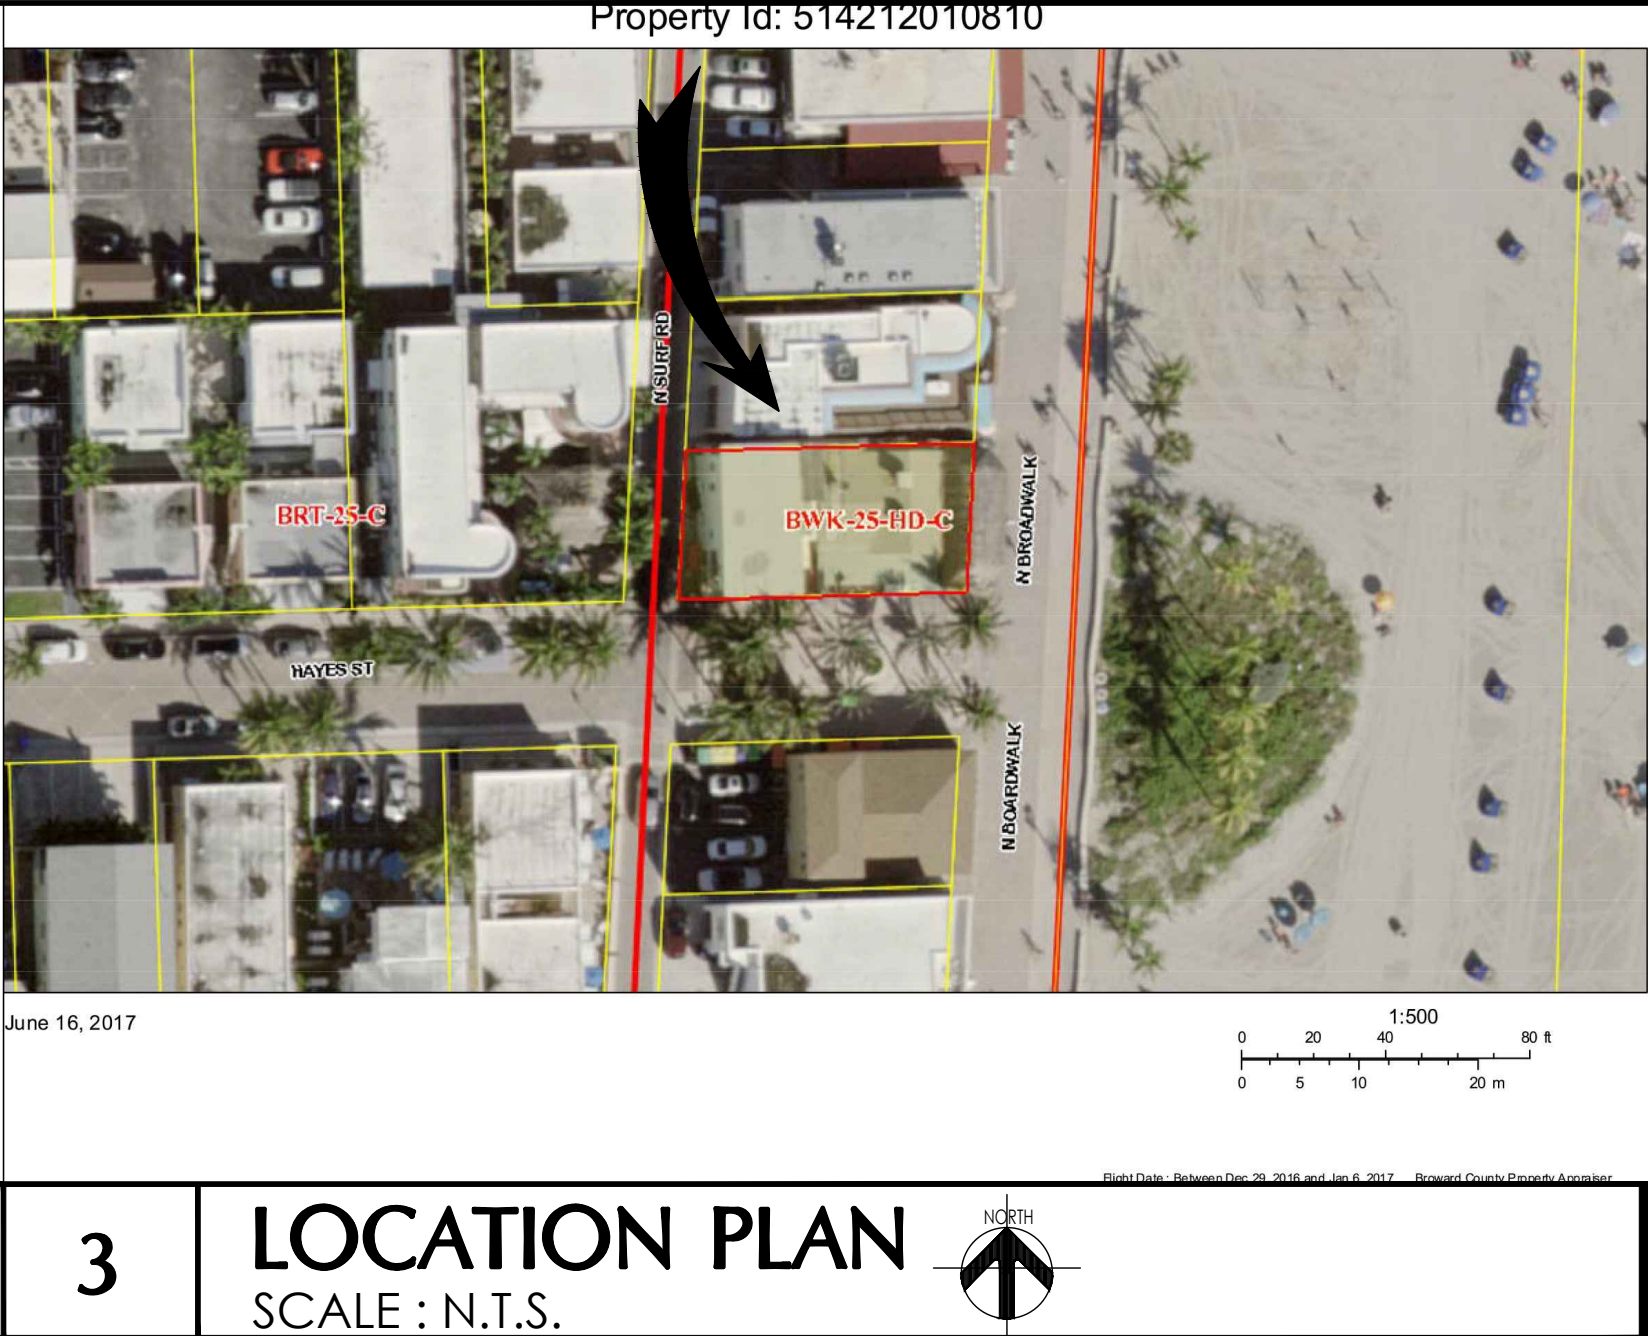 Property Id: 514212010810
N SURF RD
BRT-25-C
BWK-25-HD-C
N BROADWALK
HAYES ST
N BOARDWALK
June 16, 2017
1:500
0 20 40 80 ft
0 5 10 20 m
Flight Date : Between Dec 29, 2016 and Jan 6, 2017 Broward County Property Appraiser
3
LOCATION PLAN
NORTH
SCALE : N.T.S.